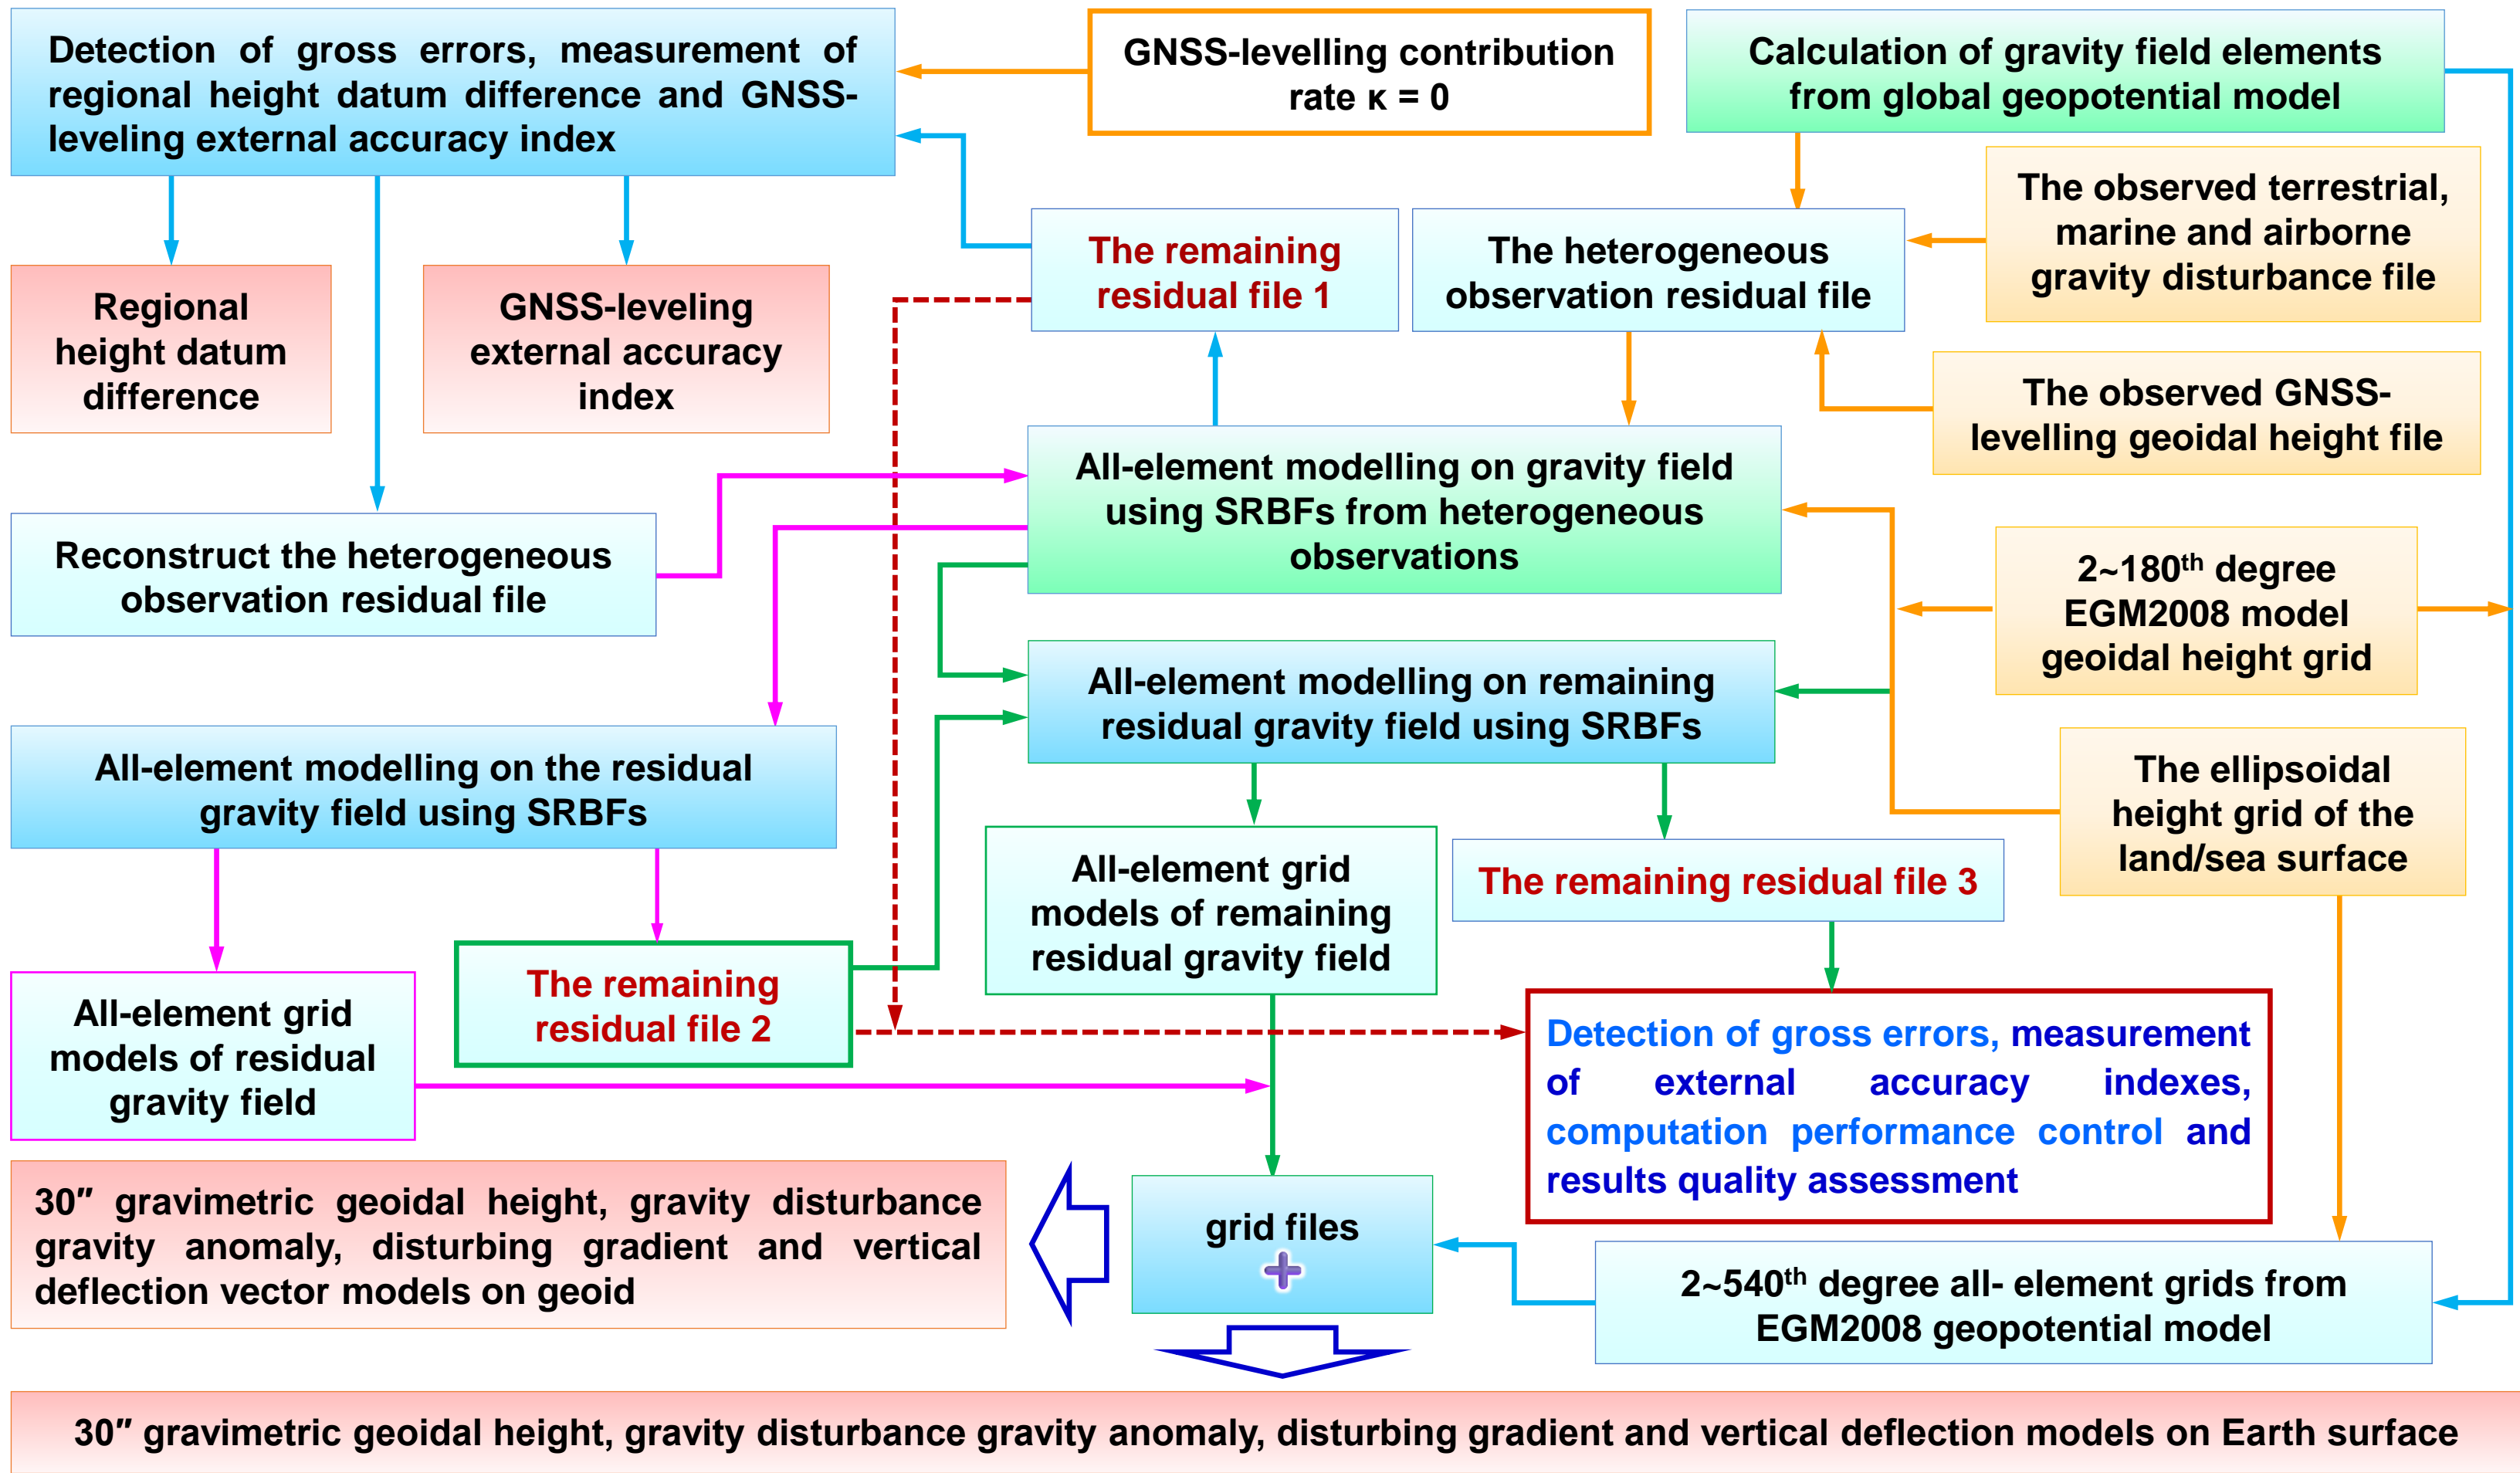 Detection of gross errors, measurement of
regional height datum difference and GNSS-
leveling external accuracy index
GNSS-levelling contribution
rate κ = 0
Calculation of gravity field elements
from global geopotential model
The observed terrestrial,
marine and airborne
gravity disturbance file
The remaining
residual file 1
The heterogeneous
observation residual file
Regional
height datum
difference
GNSS-leveling
external accuracy
index
The observed GNSS-
levelling geoidal height file
All-element modelling on gravity field
using SRBFs from heterogeneous
observations
Reconstruct the heterogeneous
observation residual file
2~180th degree
EGM2008 model
geoidal height grid
All-element modelling on remaining
residual gravity field using SRBFs
All-element modelling on the residual
gravity field using SRBFs
The ellipsoidal
height grid of the
land/sea surface
All-element grid
models of remaining
residual gravity field
The remaining residual file 3
The remaining
residual file 2
All-element grid
models of residual
gravity field
Detection of gross errors, measurement
of external accuracy indexes,
computation performance control and
results quality assessment
30″ gravimetric geoidal height, gravity disturbance
gravity anomaly, disturbing gradient and vertical
deflection vector models on geoid
grid files
2~540th degree all- element grids from
EGM2008 geopotential model
30″ gravimetric geoidal height, gravity disturbance gravity anomaly, disturbing gradient and vertical deflection models on Earth surface